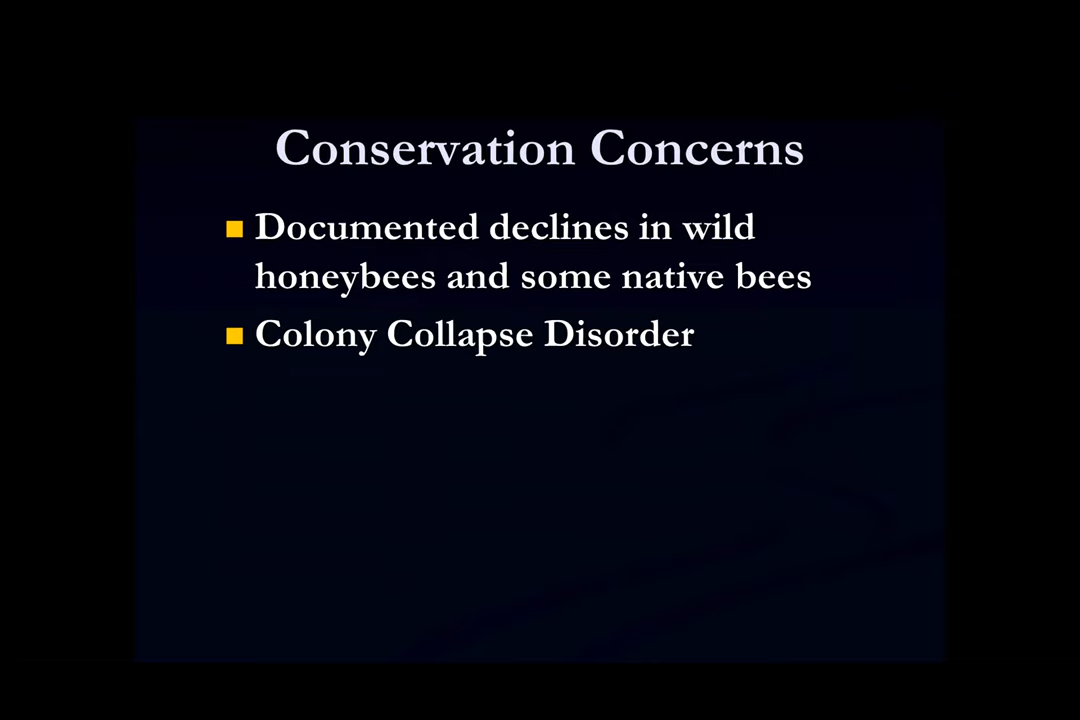 Conservation Concerns
Documented declines in wild
honeybees and some native bees
Colony Collapse Disorder